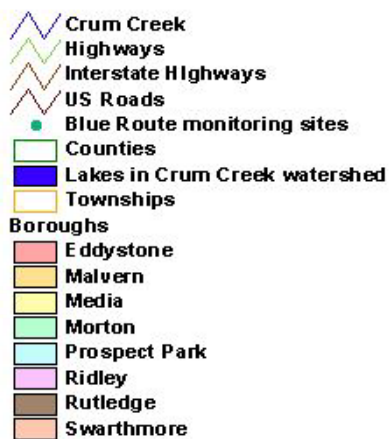 Crum Creek
Highways
Interstate HIghways
US Roads
Blue Route monitoring sites
Counties
Lakes in Crum Creek watershed
Townships
Boroughs
Eddystone
Malvern
Media
Morton
Prospect Park
Ridley
Rutledge
Swarthmore